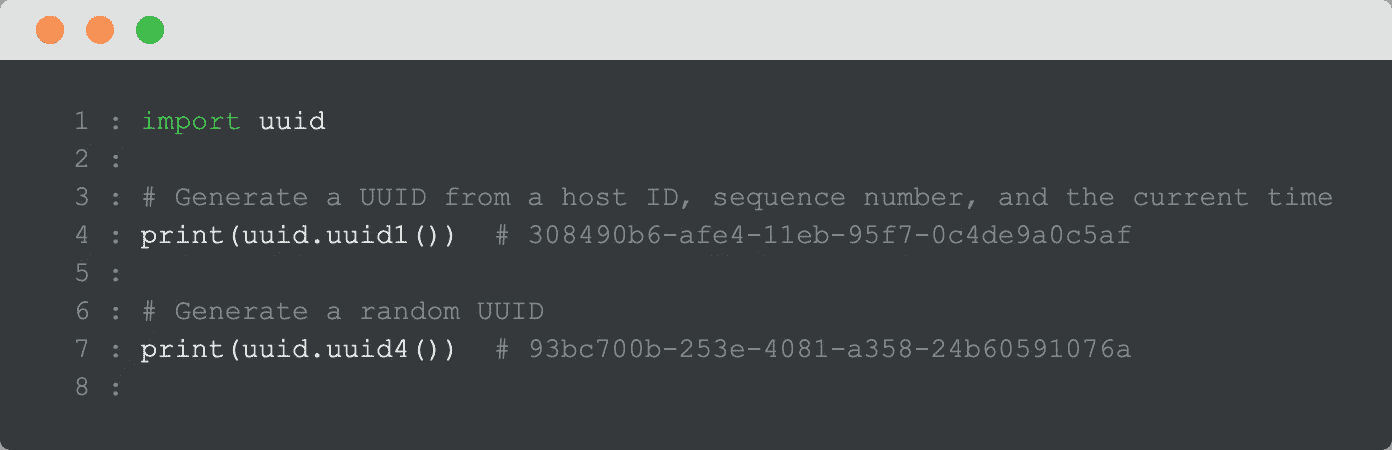 1 : import uuid
2 :
3 : # Generate a UUID from a host ID, sequence number, and the current time
4 : print(uuid.uuid1())  # 308490b6-afe4-11eb-95f7-0c4de9a0c5af
5 :
6 : # Generate a random UUID
7 : print(uuid.uuid4())  # 93bc700b-253e-4081-a358-24b60591076a
8 :